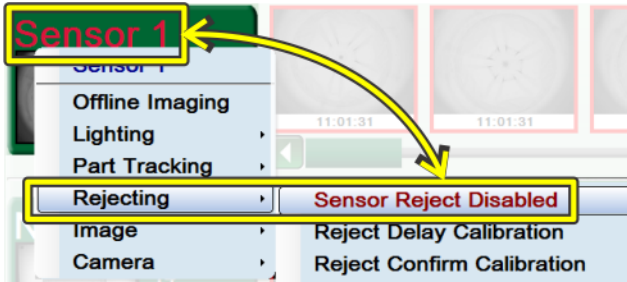 Sensor 1
Sensor 1
Offline Imaging
Lighting
Part Tracking
Rejecting
Image
Camera
11:01:31
11:01:31
Sensor Reject Disabled
Reject Delay Calibration
Reject Confirm Calibration